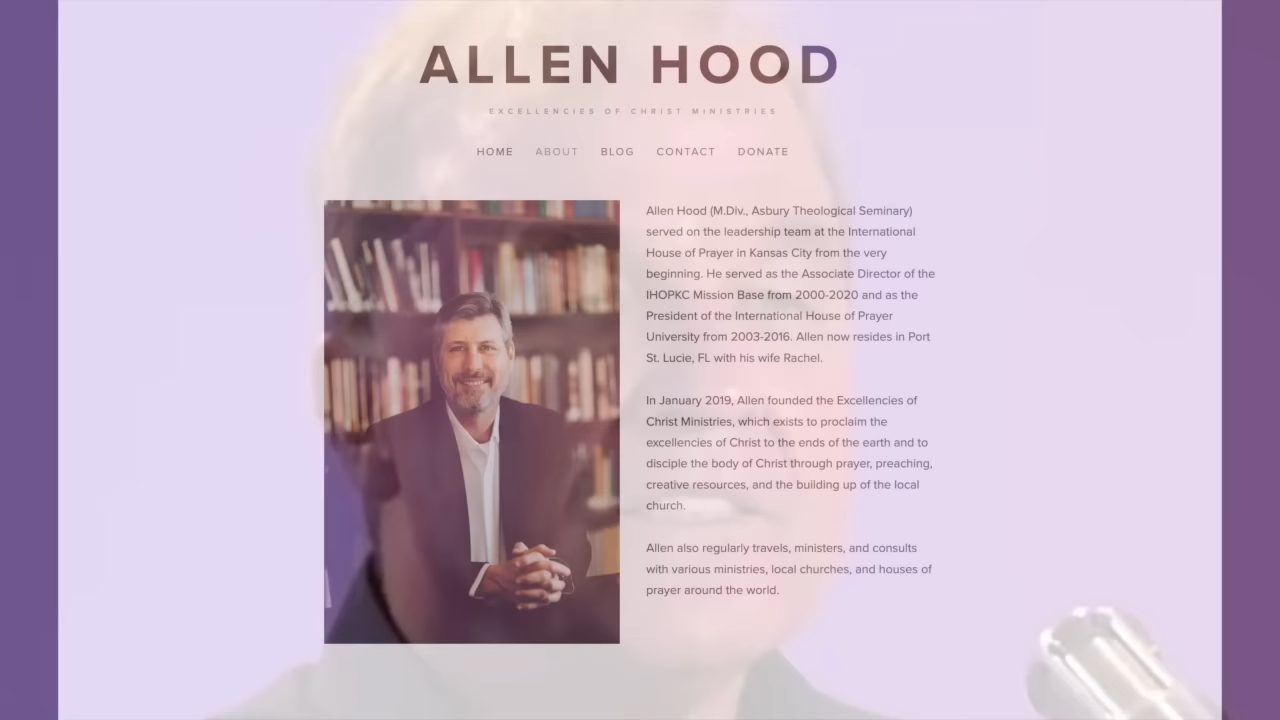 ALLEN HOOD
EXCELLENCIES OF CHRIST MINISTRIES
HOME ABOUT BLOG CONTACT DONATE
Allen Hood (M.Div., Asbury Theological Seminary)
served on the leadership team at the International
House of Prayer in Kansas City from the very
beginning. He served as the Associate Director of the
IHOPKC Mission Base from 2000-2020 and as the
President of the International House of Prayer
University from 2003-2016. Allen now resides in Port
St. Lucie, FL with his wife Rachel.
In January 2019, Allen founded the Excellencies of
Christ Ministries, which exists to proclaim the
excellencies of Christ to the ends of the earth and to
disciple the body of Christ through prayer, preaching,
creative resources, and the building up of the local
church.
Allen also regularly travels, ministers, and consults
with various ministries, local churches, and houses of
prayer around the world.